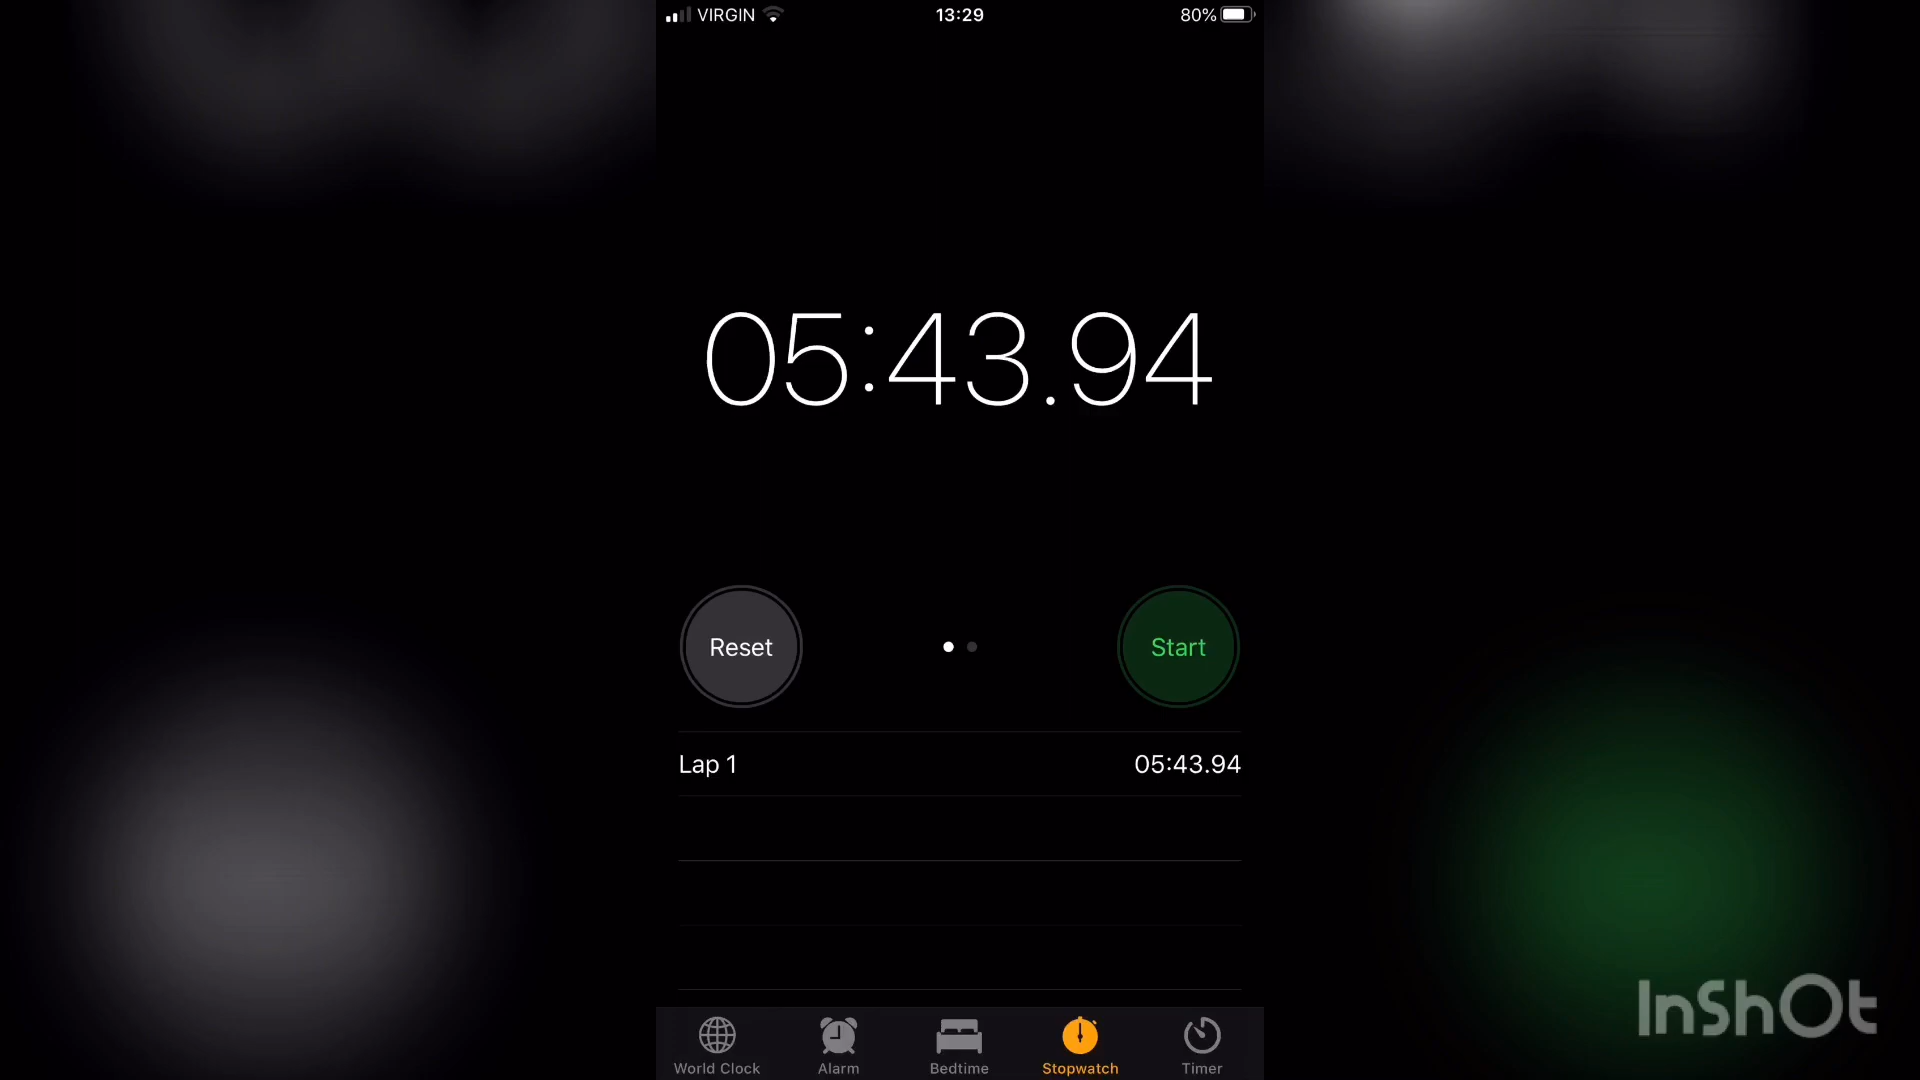 VIRGIN 13:29 80%
05:43.94
Reset Start
Lap 1 05:43.94
World Clock Alarm Bedtime Stopwatch Timer
InShOt